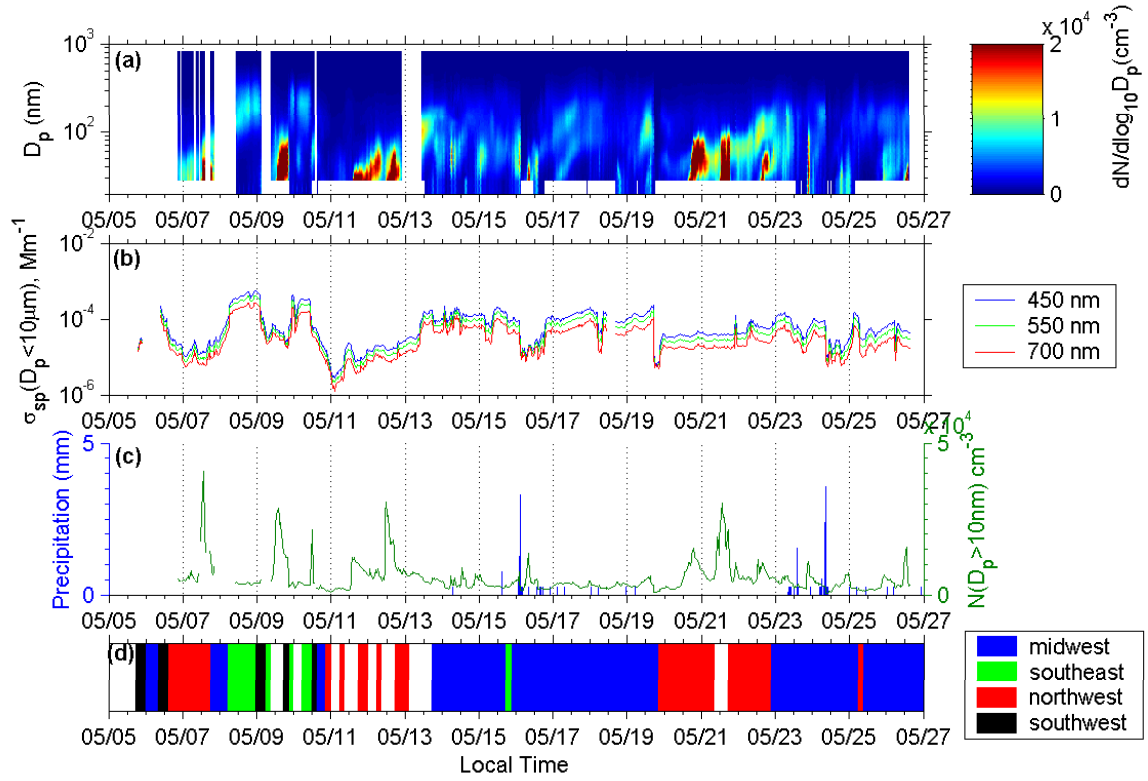 (a)
10^3
10^2
D_p (nm)
05/05 05/07 05/09 05/11 05/13 05/15 05/17 05/19 05/21 05/23 05/25 05/27
x 10^4
2
1
0
dN/dlog_10D_p(cm^-3)
(b)
10^-2
10^-4
10^-6
σ_sp(D_p<10μm), Mm^-1
05/05 05/07 05/09 05/11 05/13 05/15 05/17 05/19 05/21 05/23 05/25 05/27
450 nm
550 nm
700 nm
(c)
5
0
Precipitation (mm)
x 10^4
5
0
N(D_p>10nm) cm^-3
05/05 05/07 05/09 05/11 05/13 05/15 05/17 05/19 05/21 05/23 05/25 05/27
(d)
05/05 05/07 05/09 05/11 05/13 05/15 05/17 05/19 05/21 05/23 05/25 05/27
Local Time
midwest
southeast
northwest
southwest